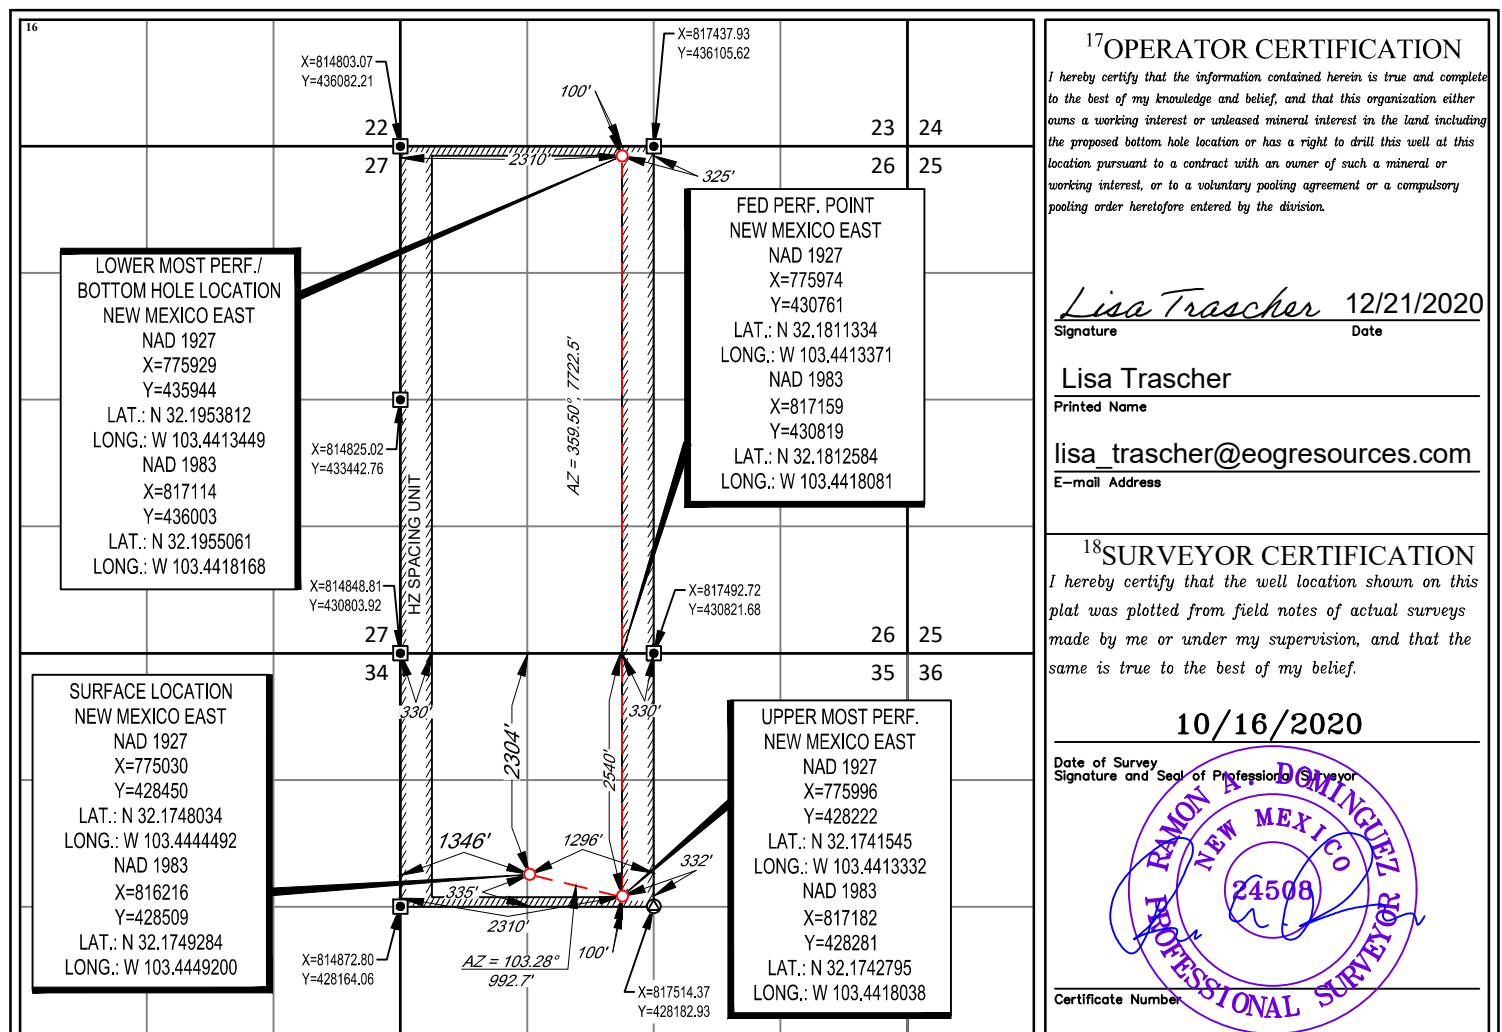 16
X=814803.07
Y=436082.21
X=817437.93
Y=436105.62
100'
22
23
24
27
26
25
2310'
325'
LOWER MOST PERF./
BOTTOM HOLE LOCATION
NEW MEXICO EAST
NAD 1927
X=775929
Y=435944
LAT.: N 32.1953812
LONG.: W 103.4413449
NAD 1983
X=817114
Y=436003
LAT.: N 32.1955061
LONG.: W 103.4418168
FED PERF. POINT
NEW MEXICO EAST
NAD 1927
X=775974
Y=430761
LAT.: N 32.1811334
LONG.: W 103.4413371
NAD 1983
X=817159
Y=430819
LAT.: N 32.1812584
LONG.: W 103.4418081
AZ = 359.50°, 7722.5'
X=814825.02
Y=433442.76
HZ SPACING UNIT
X=814848.81
Y=430803.92
X=817492.72
Y=430821.68
27
26
25
34
35
36
330'
330'
2304'
2540'
SURFACE LOCATION
NEW MEXICO EAST
NAD 1927
X=775030
Y=428450
LAT.: N 32.1748034
LONG.: W 103.4444492
NAD 1983
X=816216
Y=428509
LAT.: N 32.1749284
LONG.: W 103.4449200
UPPER MOST PERF.
NEW MEXICO EAST
NAD 1927
X=775996
Y=428222
LAT.: N 32.1741545
LONG.: W 103.4413332
NAD 1983
X=817182
Y=428281
LAT.: N 32.1742795
LONG.: W 103.4418038
1346'
1296'
332'
335'
2310'
100'
AZ = 103.28°
992.7'
X=814872.80
Y=428164.06
X=817514.37
Y=428182.93
17OPERATOR CERTIFICATION
I hereby certify that the information contained herein is true and complete
to the best of my knowledge and belief, and that this organization either
owns a working interest or unleased mineral interest in the land including
the proposed bottom hole location or has a right to drill this well at this
location pursuant to a contract with an owner of such a mineral or
working interest, or to a voluntary pooling agreement or a compulsory
pooling order heretofore entered by the division.
Lisa Trascher 12/21/2020
Signature Date
Lisa Trascher
Printed Name
lisa_trascher@eogresources.com
E-mail Address
18SURVEYOR CERTIFICATION
I hereby certify that the well location shown on this
plat was plotted from field notes of actual surveys
made by me or under my supervision, and that the
same is true to the best of my belief.
10/16/2020
Date of Survey
Signature and Seal of Professional Surveyor
RAMON A. DOMINGUEZ
NEW MEXICO
24508
PROFESSIONAL SURVEYOR
Certificate Number